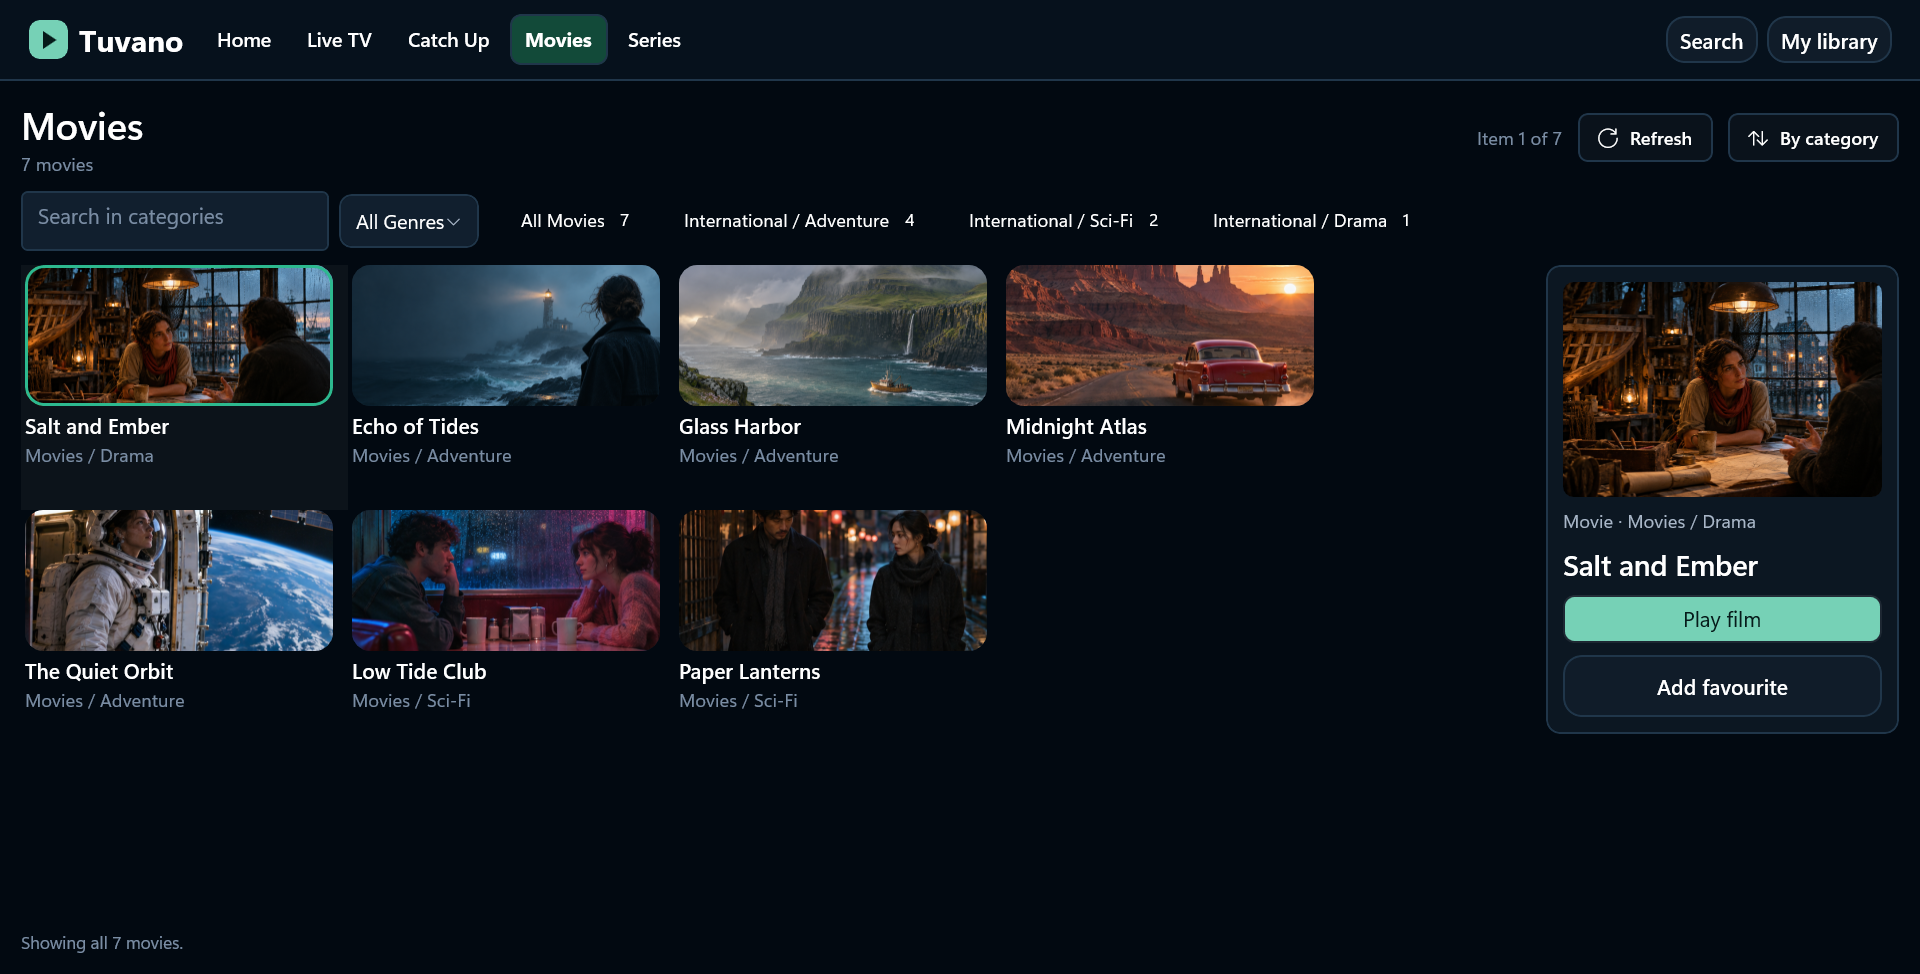 Tuvano
Home
Live TV
Catch Up
Movies
Series
Search
My library
Movies
7 movies
Item 1 of 7
Refresh
By category
Search in categories
All Genres
All Movies 7
International / Adventure 4
International / Sci-Fi 2
International / Drama 1
Salt and Ember
Movies / Drama
Echo of Tides
Movies / Adventure
Glass Harbor
Movies / Adventure
Midnight Atlas
Movies / Adventure
The Quiet Orbit
Movies / Adventure
Low Tide Club
Movies / Sci-Fi
Paper Lanterns
Movies / Sci-Fi
Movie · Movies / Drama
Salt and Ember
Play film
Add favourite
Showing all 7 movies.